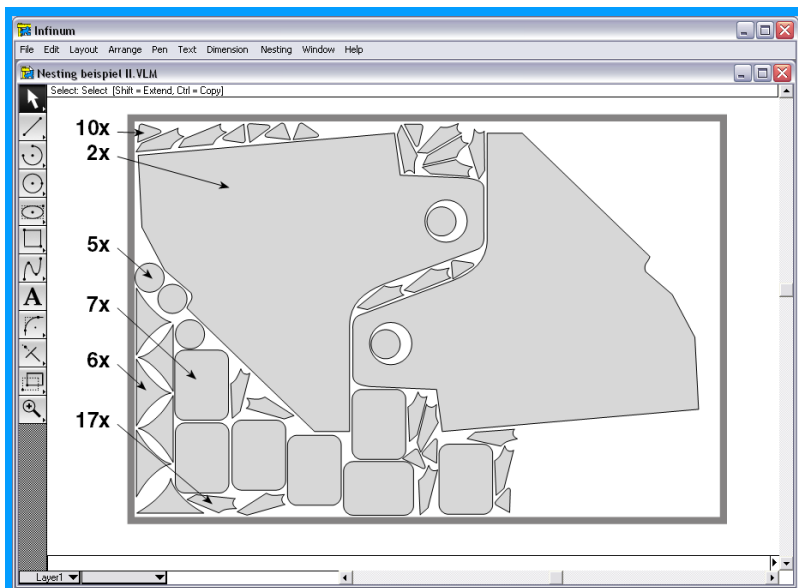 Infinum
File Edit Layout Arrange Pen Text Dimension Nesting Window Help
Nesting beispiel II.VLM
Select: Select [Shift = Extend, Ctrl = Copy]
10x
2x
5x
7x
6x
17x
A
Layer1